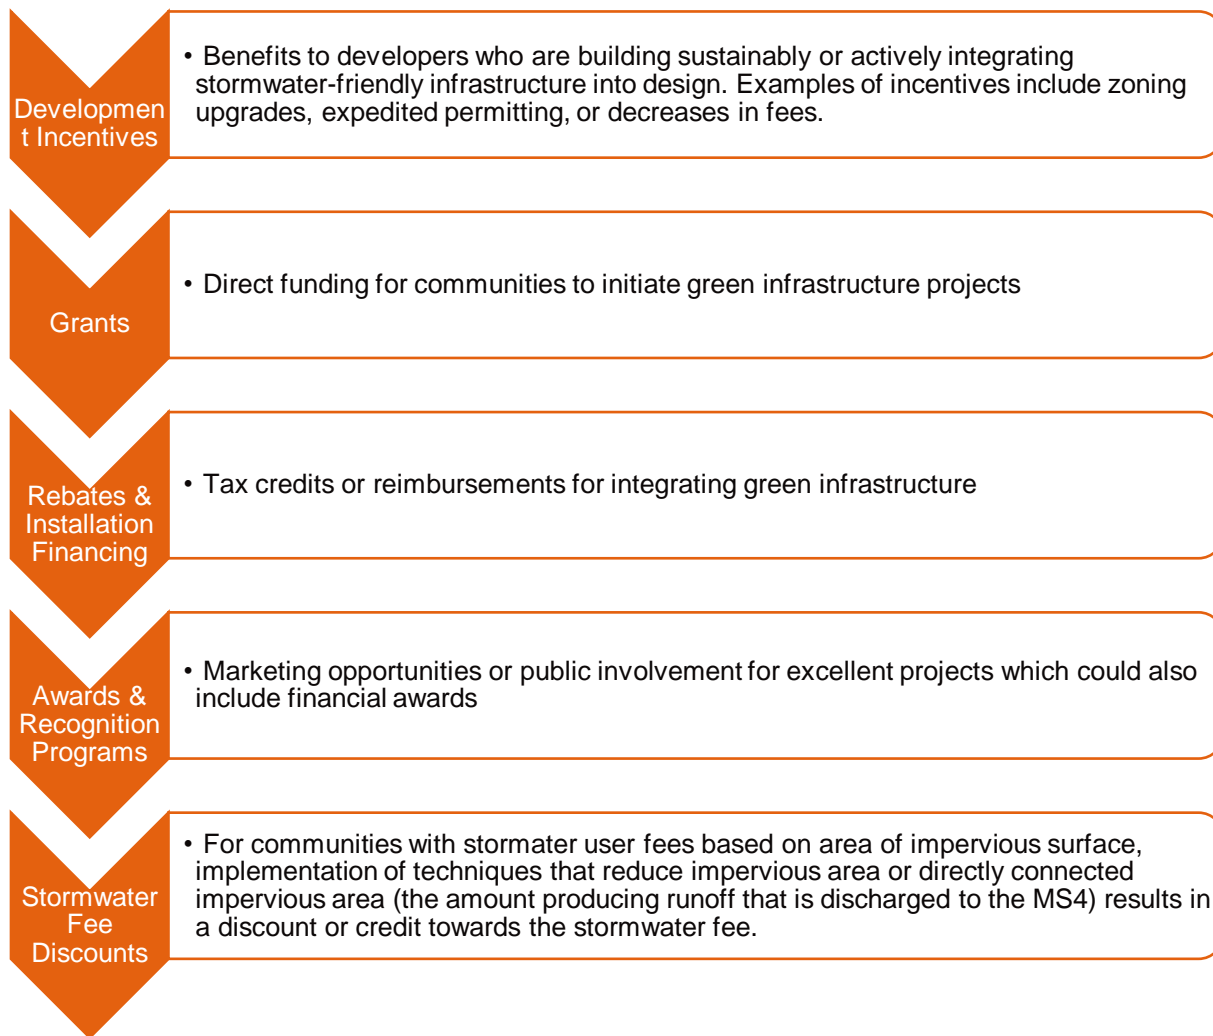 Developmen
t Incentives
• Benefits to developers who are building sustainably or actively integrating
stormwater-friendly infrastructure into design. Examples of incentives include zoning
upgrades, expedited permitting, or decreases in fees.
Grants
• Direct funding for communities to initiate green infrastructure projects
Rebates &
Installation
Financing
• Tax credits or reimbursements for integrating green infrastructure
Awards &
Recognition
Programs
• Marketing opportunities or public involvement for excellent projects which could also
include financial awards
Stormwater
Fee
Discounts
• For communities with stormater user fees based on area of impervious surface,
implementation of techniques that reduce impervious area or directly connected
impervious area (the amount producing runoff that is discharged to the MS4) results in
a discount or credit towards the stormwater fee.